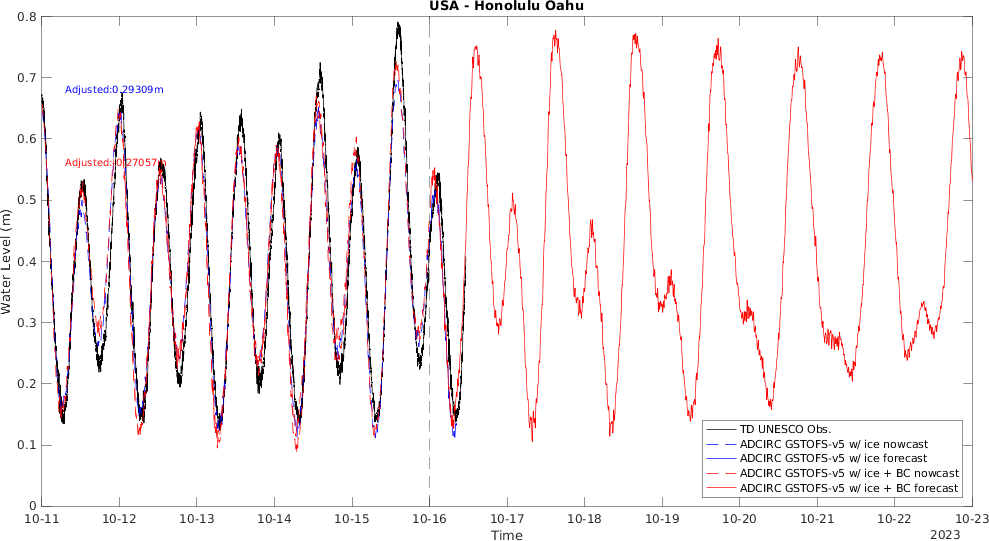 USA - Honolulu Oahu
0.8
0.7
0.6
0.5
0.4
0.3
0.2
0.1
0
Water Level (m)
Adjusted:0.29309m
Adjusted:-0.27057m
TD UNESCO Obs.
ADCIRC GSTOFS-v5 w/ ice nowcast
ADCIRC GSTOFS-v5 w/ ice forecast
ADCIRC GSTOFS-v5 w/ ice + BC nowcast
ADCIRC GSTOFS-v5 w/ ice + BC forecast
10-11 10-12 10-13 10-14 10-15 10-16 10-17 10-18 10-19 10-20 10-21 10-22 10-23
Time
2023